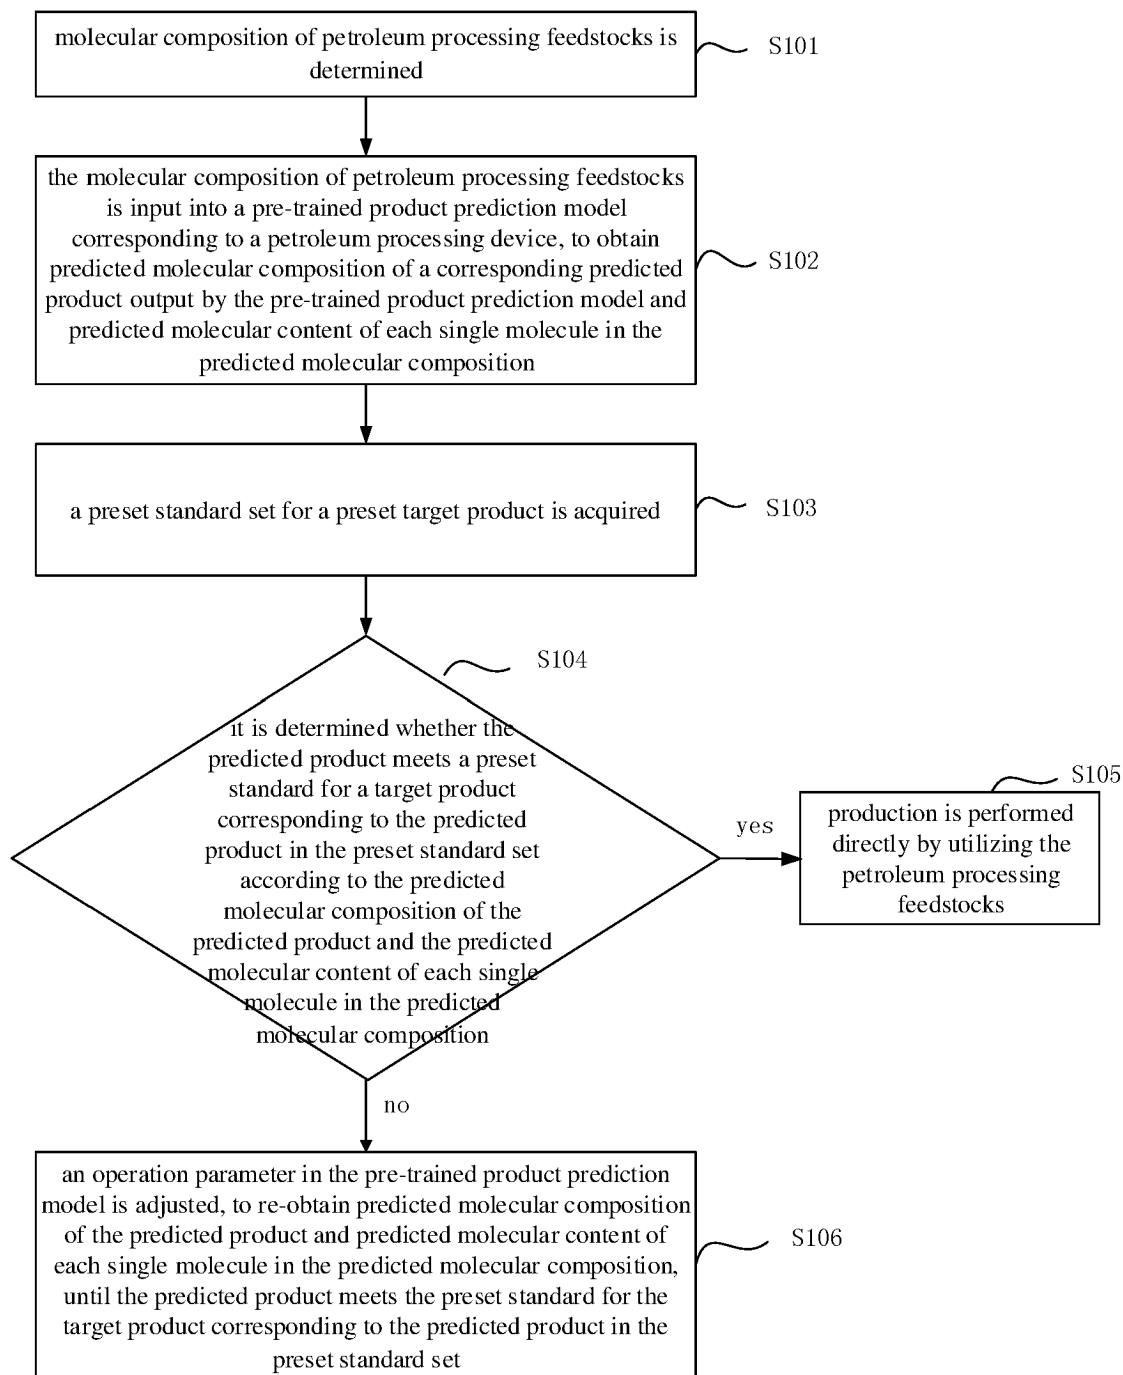 molecular composition of petroleum processing feedstocks is
determined
S101
the molecular composition of petroleum processing feedstocks
is input into a pre-trained product prediction model
corresponding to a petroleum processing device, to obtain
predicted molecular composition of a corresponding predicted
product output by the pre-trained product prediction model and
predicted molecular content of each single molecule in the
predicted molecular composition
S102
a preset standard set for a preset target product is acquired
S103
S104
it is determined whether the
predicted product meets a preset
standard for a target product
corresponding to the predicted
product in the preset standard set
according to the predicted
molecular composition of the
predicted product and the predicted
molecular content of each single
molecule in the predicted
molecular composition
yes
S105
production is performed
directly by utilizing the
petroleum processing
feedstocks
no
an operation parameter in the pre-trained product prediction
model is adjusted, to re-obtain predicted molecular composition
of the predicted product and predicted molecular content of
each single molecule in the predicted molecular composition,
until the predicted product meets the preset standard for the
target product corresponding to the predicted product in the
preset standard set
S106